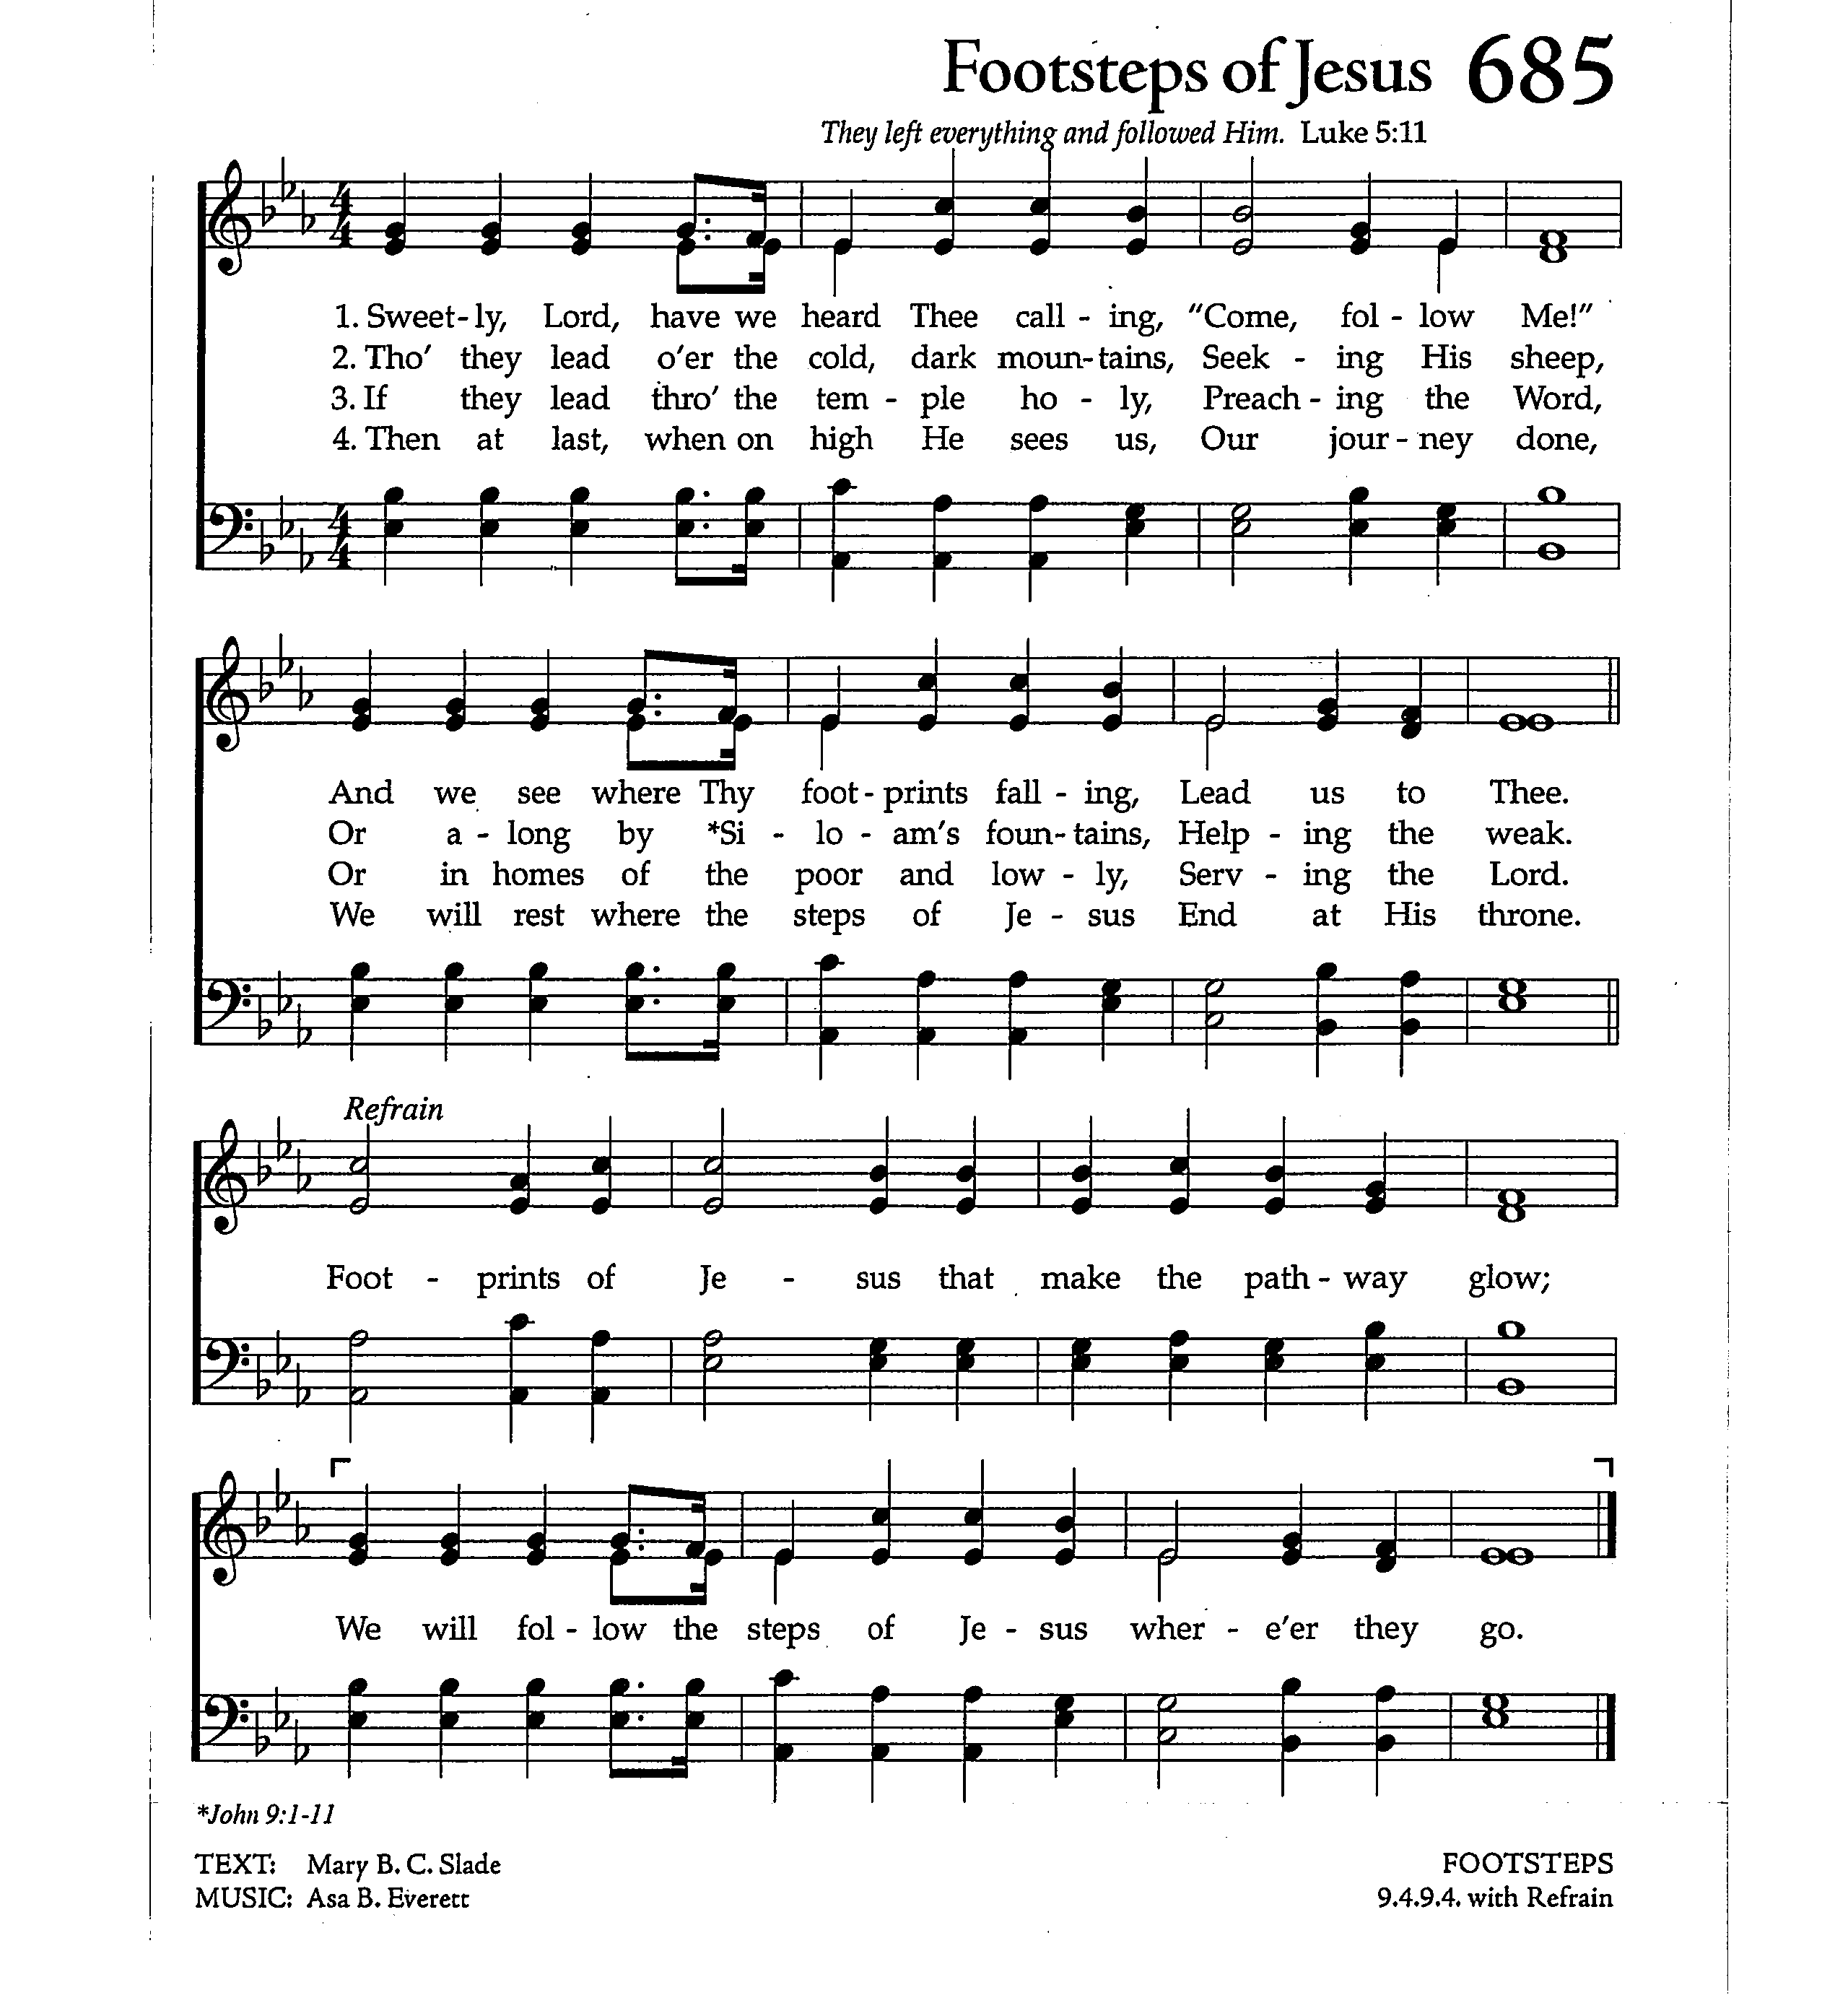 Footsteps of Jesus 685
They left everything and followed Him. Luke 5:11
1. Sweet-ly, Lord, have we heard Thee call - ing, “Come, fol - low Me!”
2. Tho’ they lead o’er the cold, dark moun-tains, Seek - ing His sheep,
3. If they lead thro’ the tem - ple ho - ly, Preach - ing the Word,
4. Then at last, when on high He sees us, Our jour - ney done,
And we see where Thy foot - prints fall - ing, Lead us to Thee.
Or a - long by *Si - lo - am’s foun - tains, Help - ing the weak.
Or in homes of the poor and low - ly, Serv - ing the Lord.
We will rest where the steps of Je - sus End at His throne.
Refrain
Foot - prints of Je - sus that make the path - way glow;
We will fol - low the steps of Je - sus wher - e’er they go.
*John 9:1-11
TEXT: Mary B. C. Slade
FOOTSTEPS
MUSIC: Asa B. Everett
9.4.9.4. with Refrain